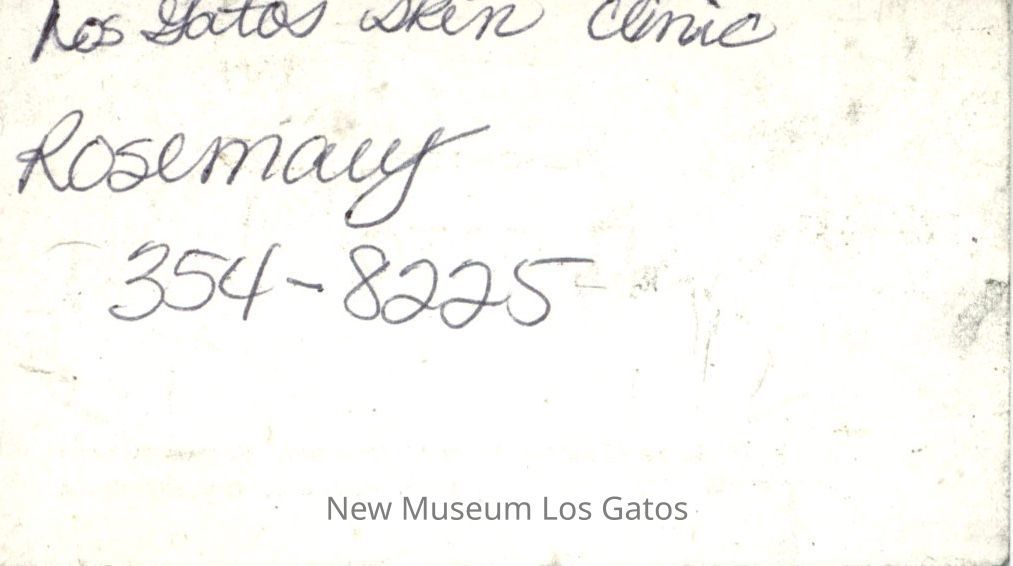 Los Gatos Skin Clinic
Rosemary
354-8225
New Museum Los Gatos